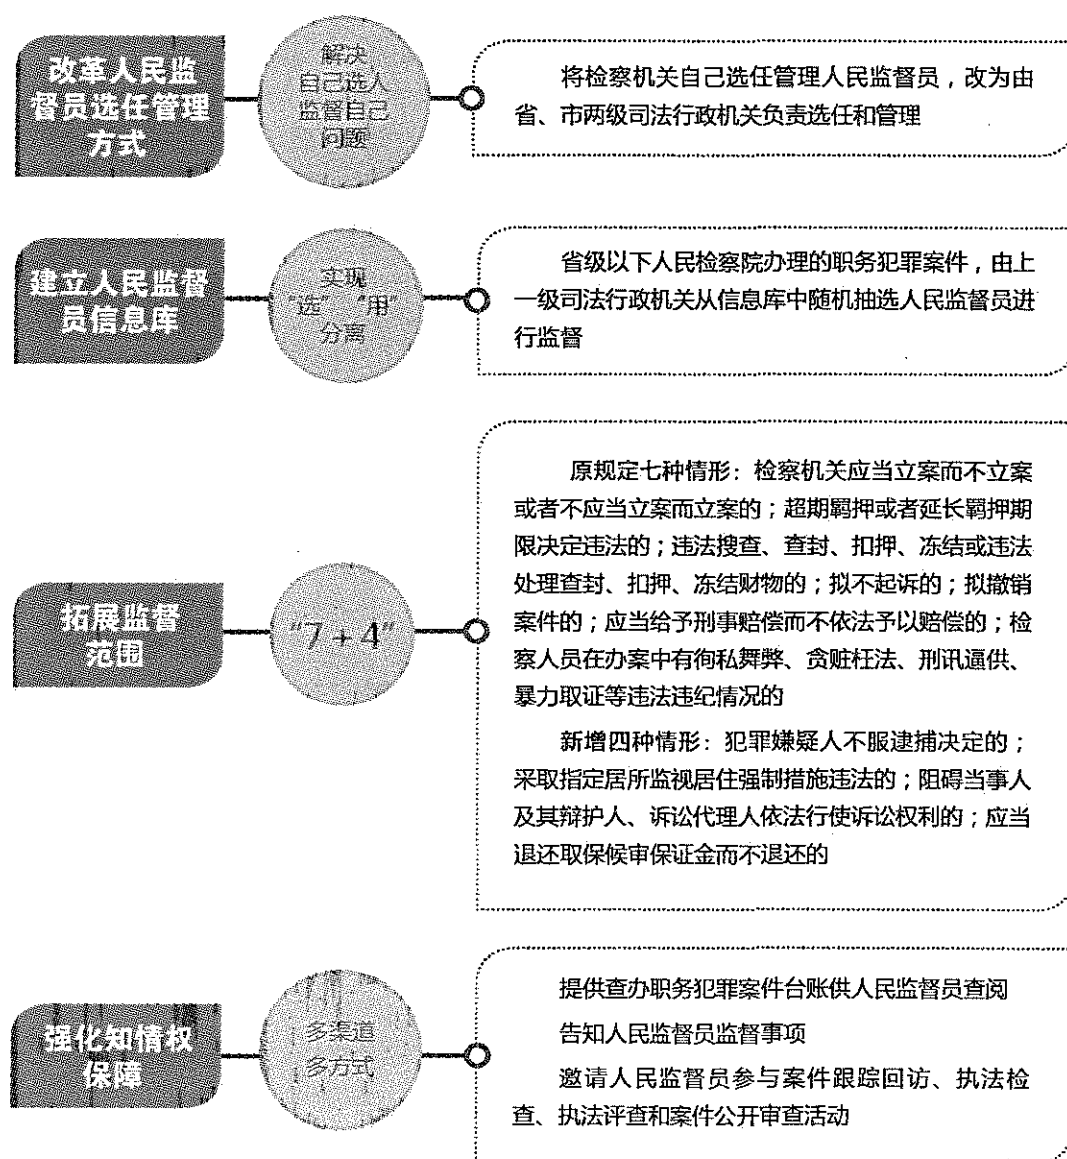 改革人民监
督员选任管理
方式
解决
自己选人
监督自己
问题
将检察机关自己选任管理人民监督员，改为由
省、市两级司法行政机关负责选任和管理
建立人民监督
员信息库
实现
“选”“用”
分离
省级以下人民检察院办理的职务犯罪案件，由上
一级司法行政机关从信息库中随机抽选人民监督员进
行监督
拓展监督
范围
“7+4”
原规定七种情形：检察机关应当立案而不立案
或者不应当立案而立案的；超期羁押或者延长羁押期
限决定违法的；违法搜查、查封、扣押、冻结或违法
处理查封、扣押、冻结财物的；拟不起诉的；拟撤销
案件的；应当给予刑事赔偿而不依法予以赔偿的；检
察人员在办案中有徇私舞弊、贪赃枉法、刑讯逼供、
暴力取证等违法违纪情况的
新增四种情形：犯罪嫌疑人不服逮捕决定的；
采取指定居所监视居住强制措施违法的；阻碍当事人
及其辩护人、诉讼代理人依法行使诉讼权利的；应当
退还取保候审保证金而不退还的
强化知情权
保障
多渠道
多方式
提供查办职务犯罪案件台账供人民监督员查阅
告知人民监督员监督事项
邀请人民监督员参与案件跟踪回访、执法检
查、执法评查和案件公开审查活动